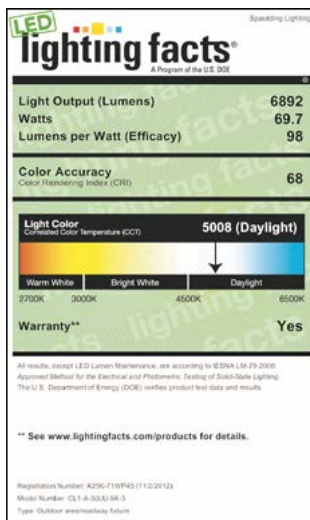 LED
Spaulding Lighting
lighting facts®
A Program of the U.S. DOE
Light Output (Lumens) 6892
Watts 69.7
Lumens per Watt (Efficacy) 98
Color Accuracy 68
Color Rendering Index (CRI)
Light Color 5008 (Daylight)
Correlated Color Temperature (CCT)
Warm White Bright White Daylight
2700K 3000K 4500K 6500K
Warranty** Yes
All results, except LED Lumen Maintenance, are according to IESNA LM-79-2008:
Approved Method for the Electrical and Photometric Testing of Solid-State Lighting.
The U.S. Department of Energy (DOE) verifies product test data and results.
** See www.lightingfacts.com/products for details.
Registration Number: A25K-71WP45 (11/2/2012)
Model Number: CL1-A-30LU-5K-3
Type: Outdoor area/roadway fixture